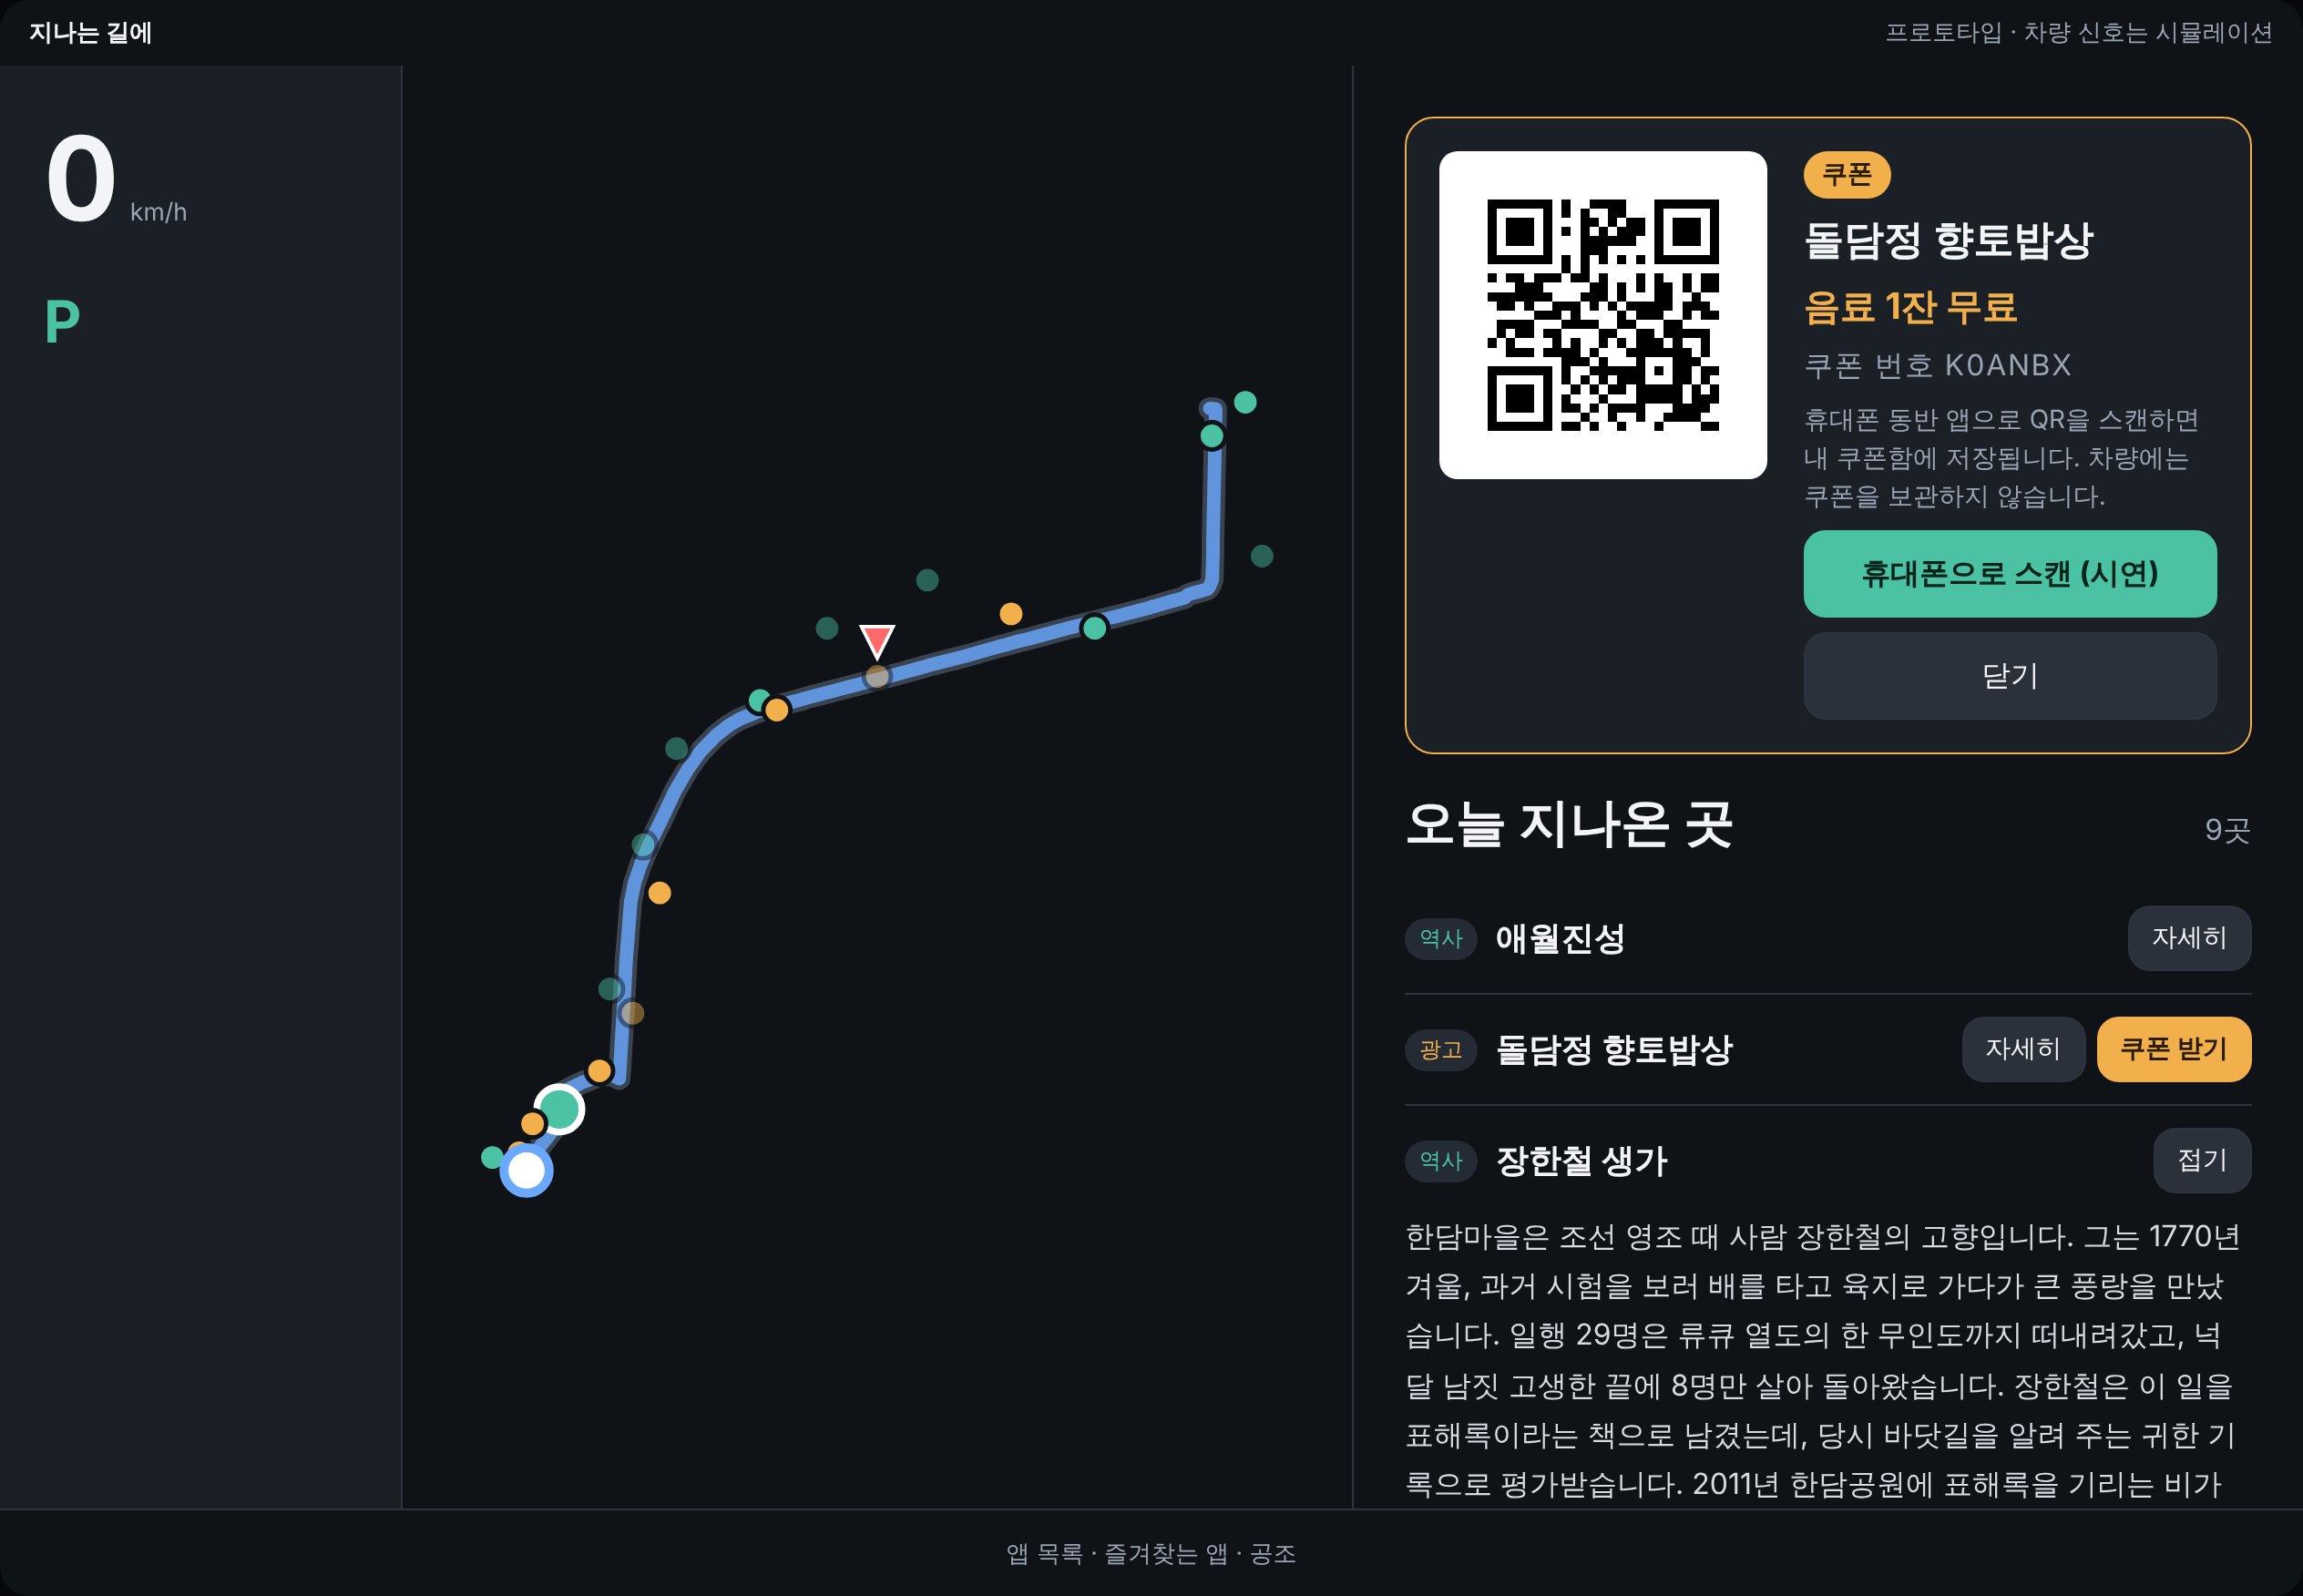 지나는 길에
프로토타입 · 차량 신호는 시뮬레이션
0 km/h
P
쿠폰
돌담정 향토밥상
음료 1잔 무료
쿠폰 번호 K0ANBX
휴대폰 동반 앱으로 QR을 스캔하면
내 쿠폰함에 저장됩니다. 차량에는
쿠폰을 보관하지 않습니다.
휴대폰으로 스캔 (시연)
닫기
오늘 지나온 곳
9곳
역사 애월진성 자세히
광고 돌담정 향토밥상 자세히 쿠폰 받기
역사 장한철 생가 접기
한담마을은 조선 영조 때 사람 장한철의 고향입니다. 그는 1770년
겨울, 과거 시험을 보러 배를 타고 육지로 가다가 큰 풍랑을 만났
습니다. 일행 29명은 류큐 열도의 한 무인도까지 떠내려갔고, 넉
달 남짓 고생한 끝에 8명만 살아 돌아왔습니다. 장한철은 이 일을
표해록이라는 책으로 남겼는데, 당시 바닷길을 알려 주는 귀한 기
록으로 평가받습니다. 2011년 한담공원에 표해록을 기리는 비가
앱 목록 · 즐겨찾는 앱 · 공조